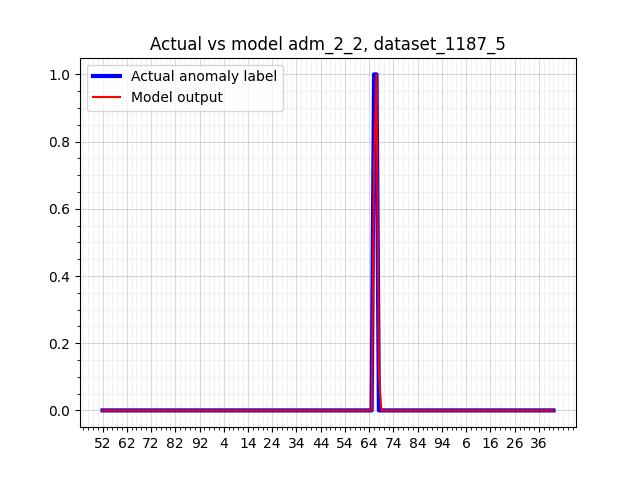 Actual vs model adm_2_2, dataset_1187_5
Actual anomaly label
Model output
1.0
0.8
0.6
0.4
0.2
0.0
52 62 72 82 92 4 14 24 34 44 54 64 74 84 94 6 16 26 36